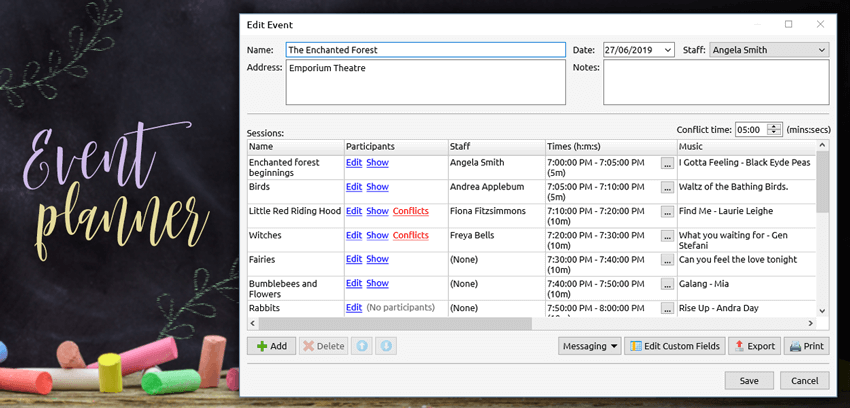 Event
planner
Edit Event
Name: The Enchanted Forest Date: 27/06/2019 Staff: Angela Smith
Address: Emporium Theatre Notes:
Conflict time: 05:00 (mins:secs)
Sessions:
Name Participants Staff Times (h:m:s) Music
Enchanted forest Edit Show Angela Smith 7:00:00 PM - 7:05:00 PM ... I Gotta Feeling - Black Eyde Peas
beginnings (5m)
Birds Edit Show Andrea Applebum 7:05:00 PM - 7:10:00 PM ... Waltz of the Bathing Birds.
(5m)
Little Red Riding Hood Edit Show Conflicts Fiona Fitzsimmons 7:10:00 PM - 7:20:00 PM ... Find Me - Laurie Leighe
(10m)
Witches Edit Show Conflicts Freya Bells 7:20:00 PM - 7:30:00 PM ... What you waiting for - Gen
(10m) Stefani
Fairies Edit Show (None) 7:30:00 PM - 7:40:00 PM ... Can you feel the love tonight
(10m)
Bumblebees and Edit Show (None) 7:40:00 PM - 7:50:00 PM ... Galang - Mia
Flowers (10m)
Rabbits Edit (No participants) (None) 7:50:00 PM - 8:00:00 PM ... Rise Up - Andra Day
Add Delete Messaging Edit Custom Fields Export Print
Save Cancel